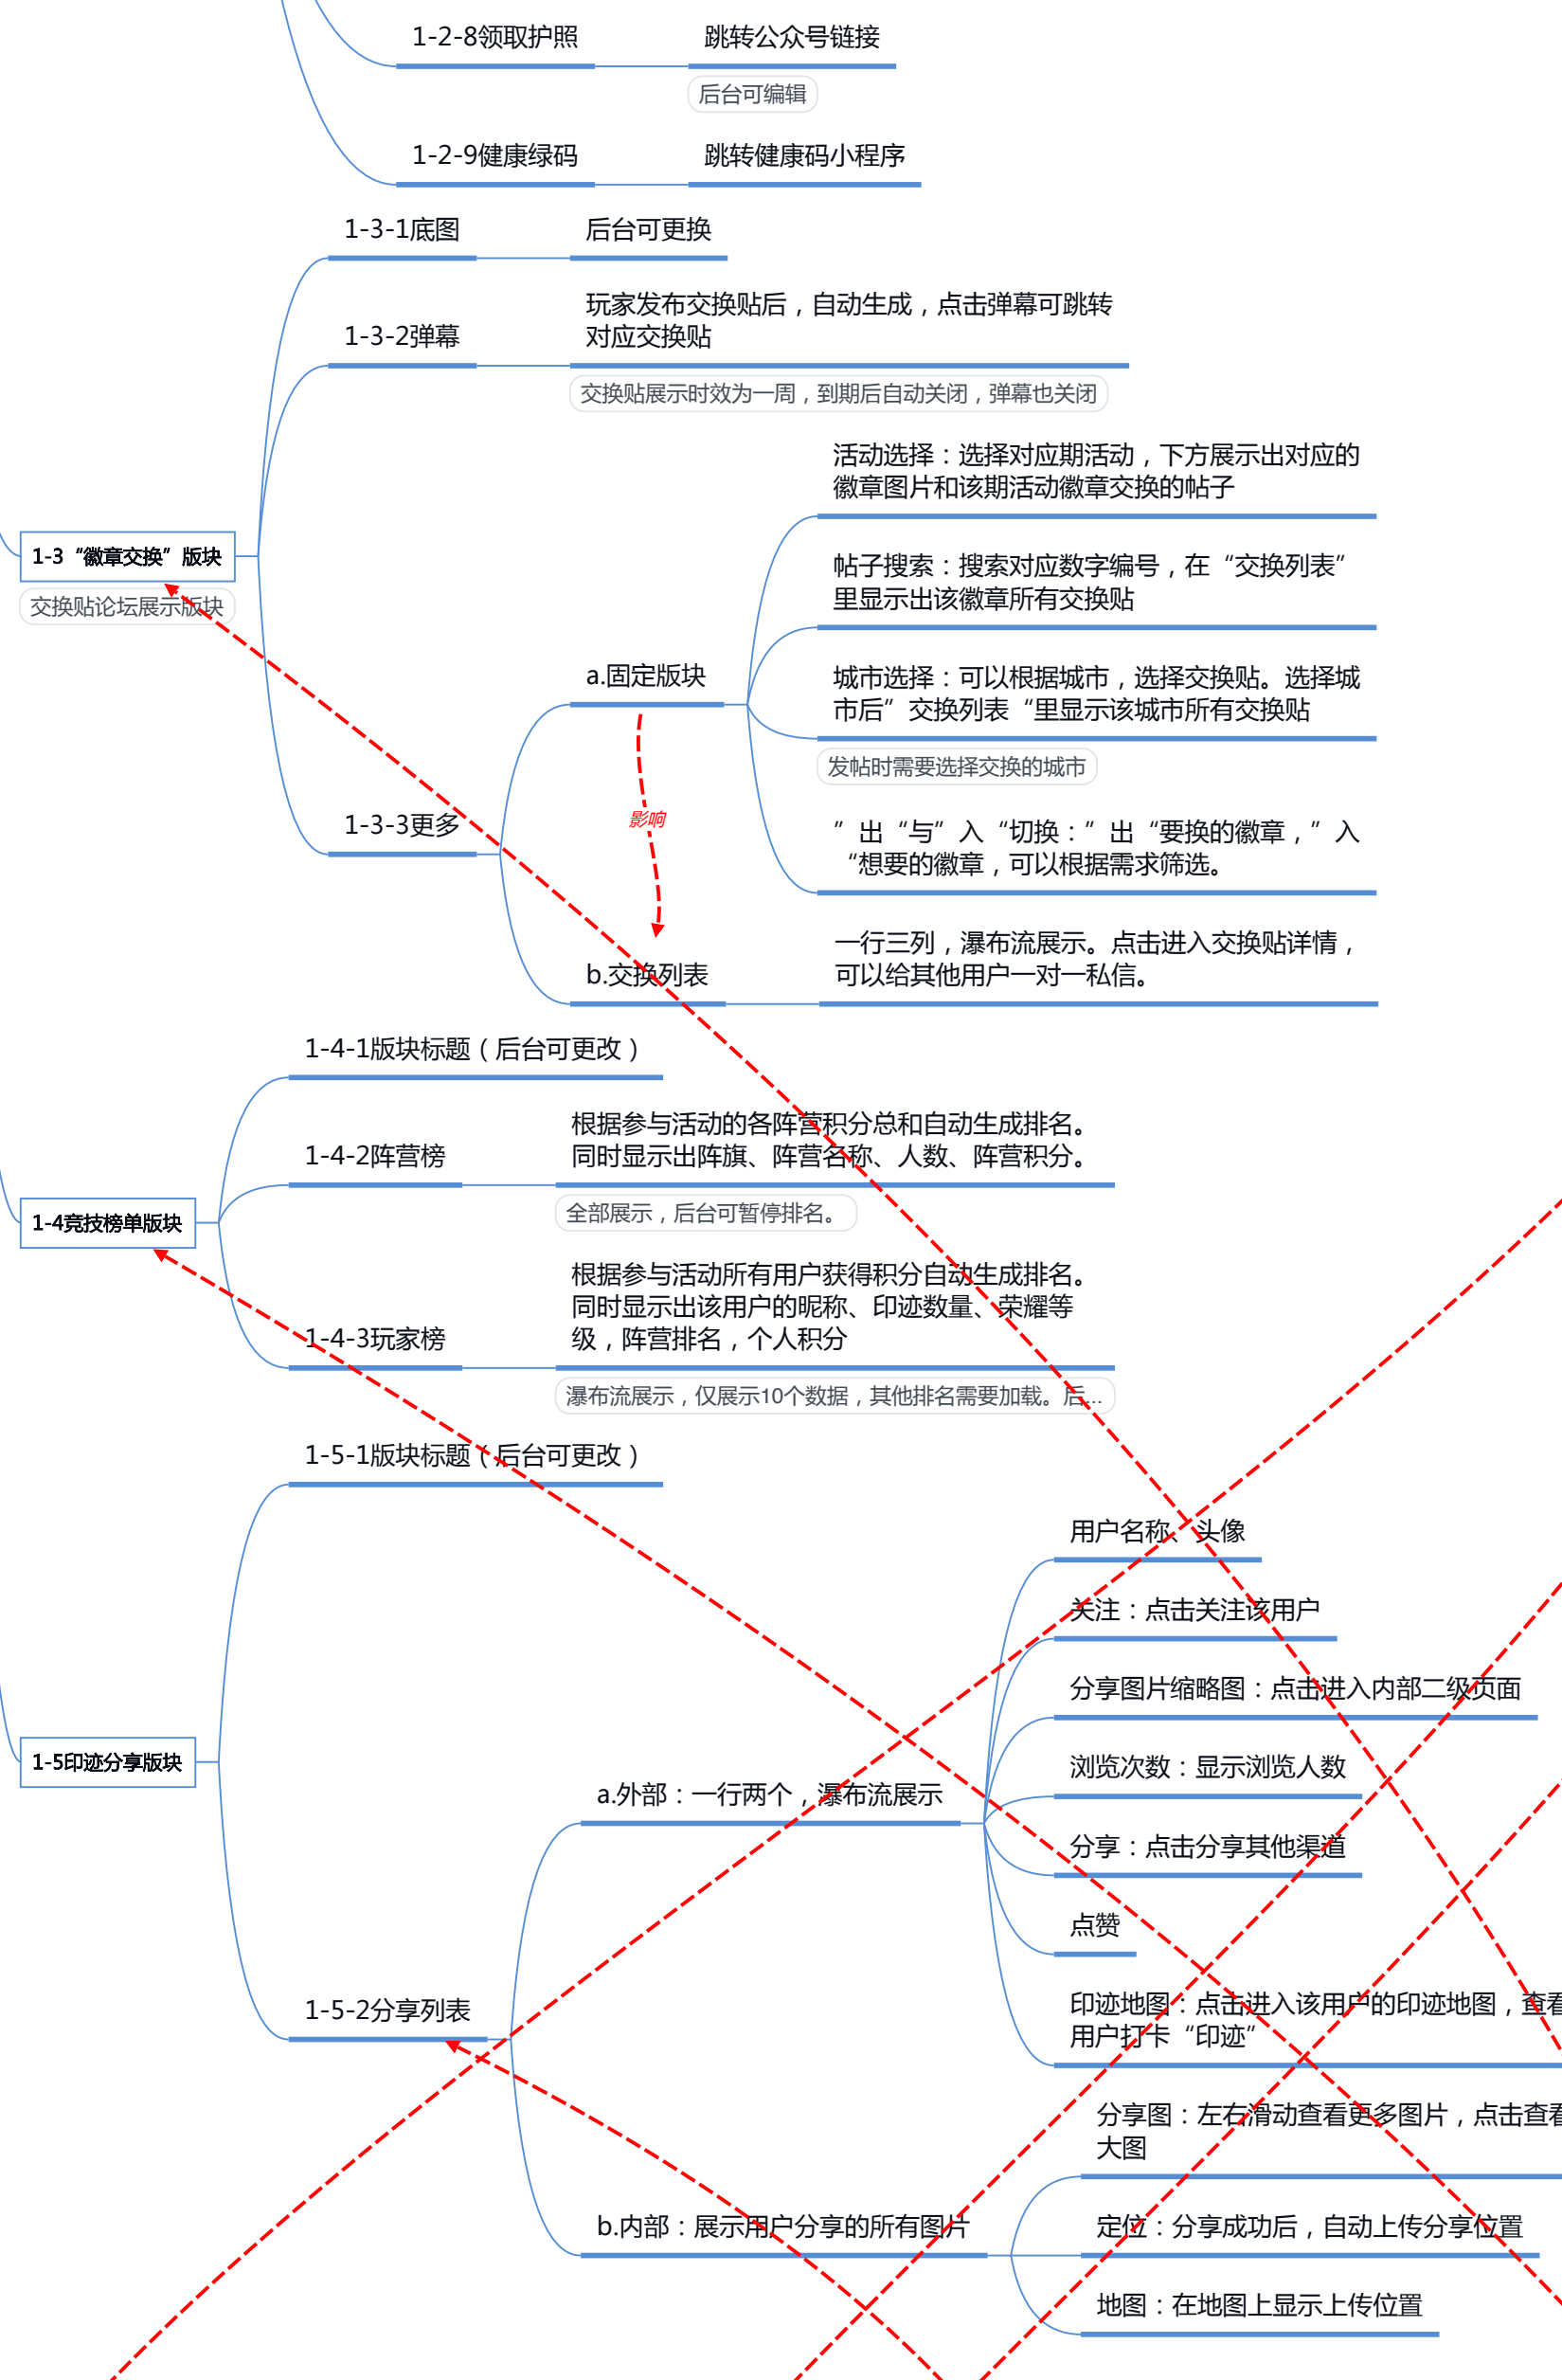 1-2-8领取护照
跳转公众号链接
后台可编辑
1-2-9健康绿码
跳转健康码小程序
1-3“徽章交换”版块
交换贴论坛展示版块
1-3-1底图
后台可更换
1-3-2弹幕
玩家发布交换贴后，自动生成，点击弹幕可跳转
对应交换贴
交换贴展示时效为一周，到期后自动关闭，弹幕也关闭
1-3-3更多
a.固定版块
活动选择：选择对应期活动，下方展示出对应的
徽章图片和该期活动徽章交换的帖子
帖子搜索：搜索对应数字编号，在“交换列表”
里显示出该徽章所有交换贴
城市选择：可以根据城市，选择交换贴。选择城
市后”交换列表“里显示该城市所有交换贴
发帖时需要选择交换的城市
”出“与”入“切换：”出“要换的徽章，”入
“想要的徽章，可以根据需求筛选。
影响
b.交换列表
一行三列，瀑布流展示。点击进入交换贴详情，
可以给其他用户一对一私信。
1-4竞技榜单版块
1-4-1版块标题（后台可更改）
1-4-2阵营榜
根据参与活动的各阵营积分总和自动生成排名。
同时显示出阵旗、阵营名称、人数、阵营积分。
全部展示，后台可暂停排名。
1-4-3玩家榜
根据参与活动所有用户获得积分自动生成排名。
同时显示出该用户的昵称、印迹数量、荣耀等
级，阵营排名，个人积分
瀑布流展示，仅展示10个数据，其他排名需要加载。后...
1-5印迹分享版块
1-5-1版块标题（后台可更改）
1-5-2分享列表
a.外部：一行两个，瀑布流展示
用户名称、头像
关注：点击关注该用户
分享图片缩略图：点击进入内部二级页面
浏览次数：显示浏览人数
分享：点击分享其他渠道
点赞
印迹地图：点击进入该用户的印迹地图，查看
用户打卡“印迹”
b.内部：展示用户分享的所有图片
分享图：左右滑动查看更多图片，点击查看
大图
定位：分享成功后，自动上传分享位置
地图：在地图上显示上传位置